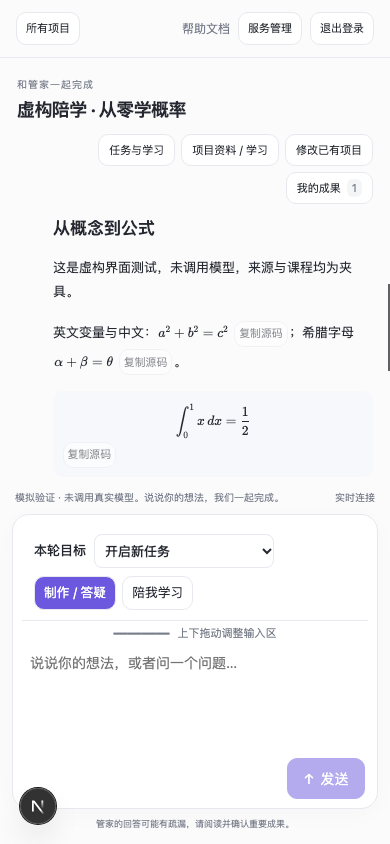 所有项目 帮助文档 服务管理 退出登录
和管家一起完成
虚构陪学 · 从零学概率
任务与学习 项目资料 / 学习 修改已有项目
我的成果 1
从概念到公式
这是虚构界面测试，未调用模型，来源与课程均为夹
具。
英文变量与中文：a² + b² = c² 复制源码 ；希腊字母
α + β = θ 复制源码 。
∫₀¹ x dx = 1/2
复制源码
模拟验证 · 未调用真实模型。说说你的想法，我们一起完成。 实时连接
本轮目标 开启新任务
制作 / 答疑 陪我学习
上下拖动调整输入区
说说你的想法，或者问一个问题...
↑ 发送
N
管家的回答可能有疏漏，请阅读并确认重要成果。